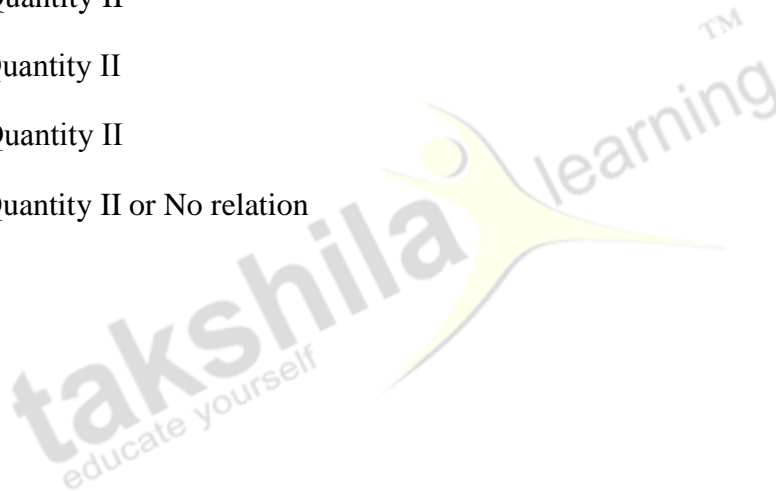 Quantity II
Quantity II
Quantity II
Quantity II or No relation
TM
takshila learning
educate yourself